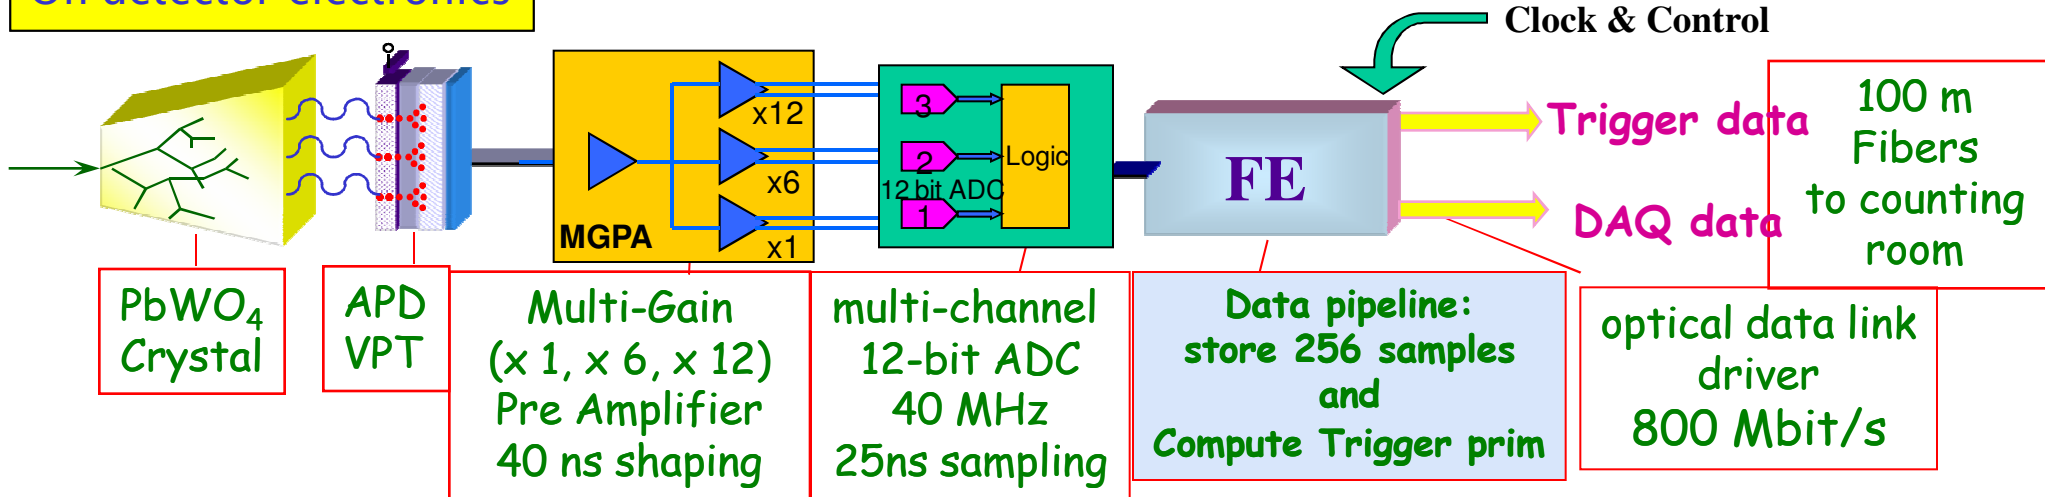 On detector electronics
Clock & Control
x12
x6
x1
MGPA
3
2
12 bit ADC
1
Logic
FE
Trigger data
DAQ data
100 m
Fibers
to counting
room
PbWO4
Crystal
APD
VPT
Multi-Gain
(x 1, x 6, x 12)
Pre Amplifier
40 ns shaping
multi-channel
12-bit ADC
40 MHz
25ns sampling
Data pipeline:
store 256 samples
and
Compute Trigger prim
optical data link
driver
800 Mbit/s